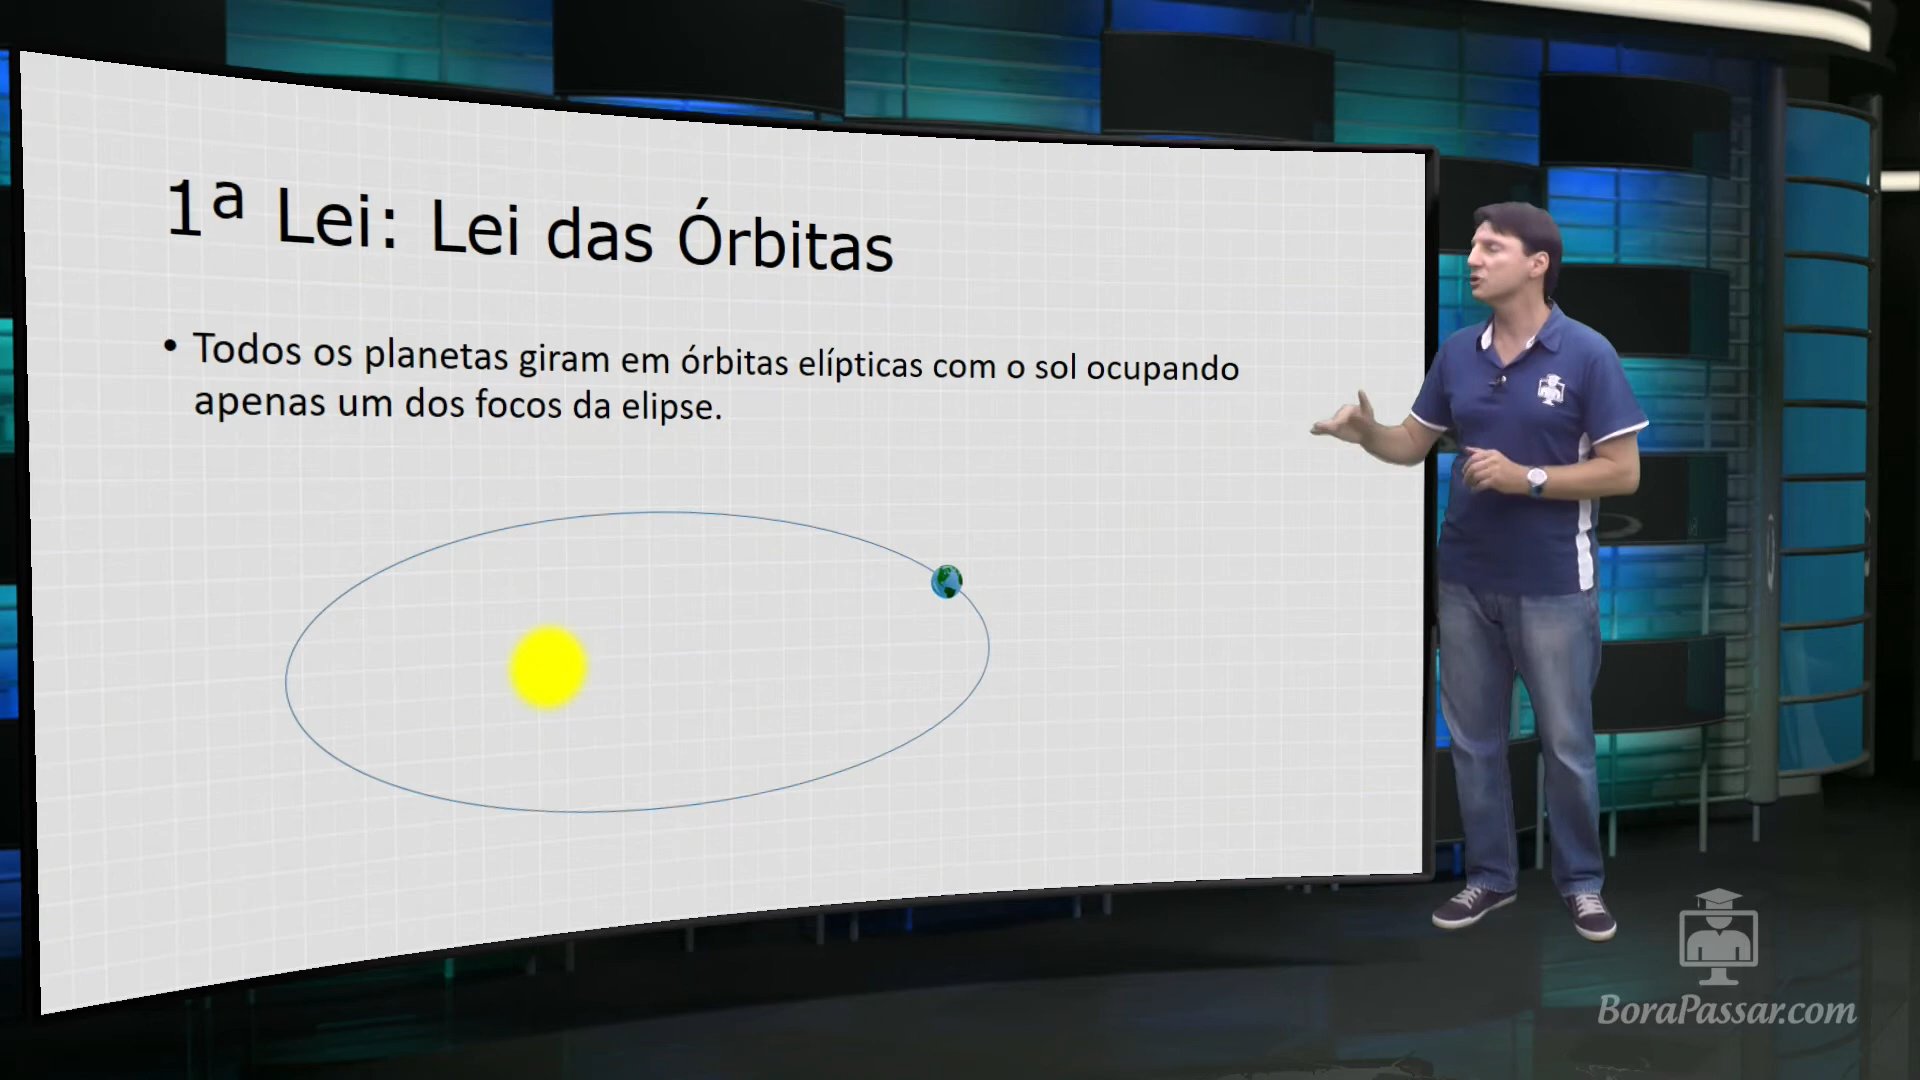 1ª Lei: Lei das Órbitas
• Todos os planetas giram em órbitas elípticas com o sol ocupando
apenas um dos focos da elipse.
BoraPassar.com